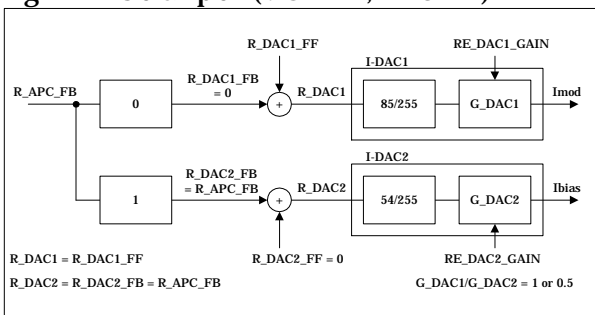 R_DAC1_FF
RE_DAC1_GAIN
I-DAC1
R_APC_FB
R_DAC1_FB
= 0
0
+
R_DAC1
85/255
G_DAC1
Imod
I-DAC2
R_DAC2_FB
= R_APC_FB
1
+
R_DAC2
54/255
G_DAC2
Ibias
R_DAC2_FF = 0
RE_DAC2_GAIN
R_DAC1 = R_DAC1_FF
R_DAC2 = R_DAC2_FB = R_APC_FB
G_DAC1/G_DAC2 = 1 or 0.5